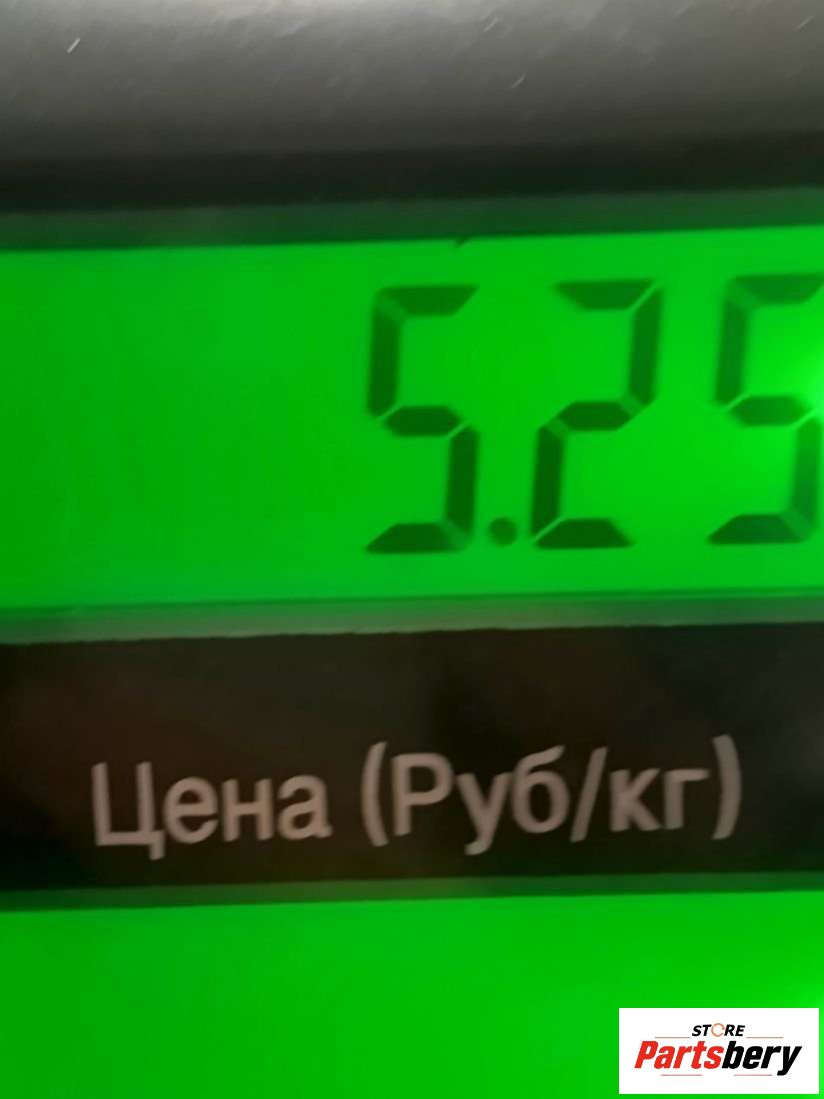 5.25
Цена (Руб/кг)
STORE
Partsbery